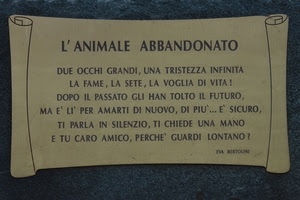 L'ANIMALE ABBANDONATO
DUE OCCHI GRANDI, UNA TRISTEZZA INFINITA
LA FAME, LA SETE, LA VOGLIA DI VITA!
DOPO IL PASSATO GLI HAN TOLTO IL FUTURO,
MA E' LI' PER AMARTI DI NUOVO, DI PIU'... E' SICURO,
TI PARLA IN SILENZIO, TI CHIEDE UNA MANO
E TU CARO AMICO, PERCHE' GUARDI LONTANO?
EVA BERTOLINI